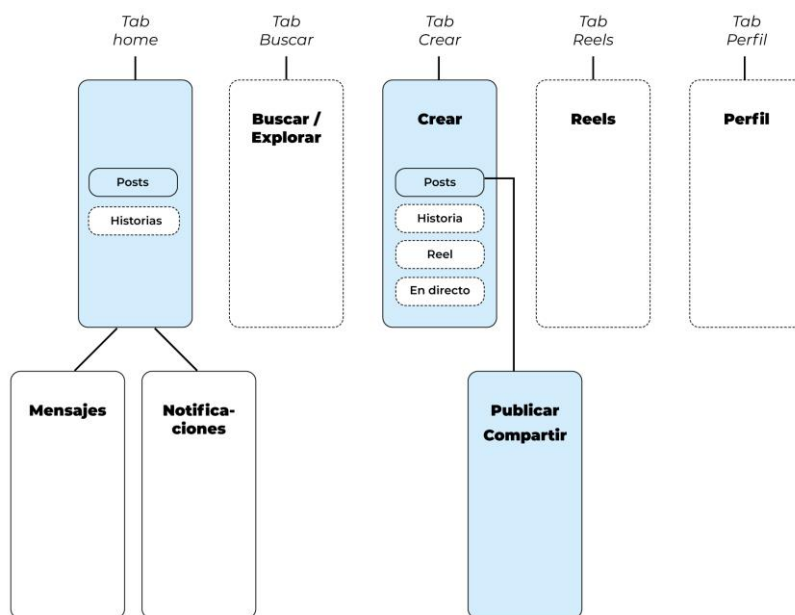 Tab
home
Tab
Buscar
Tab
Crear
Tab
Reels
Tab
Perfil
Buscar /
Explorar
Crear
Reels
Perfil
Posts
Historias
Posts
Historia
Reel
En directo
Mensajes
Notifica-
ciones
Publicar
Compartir